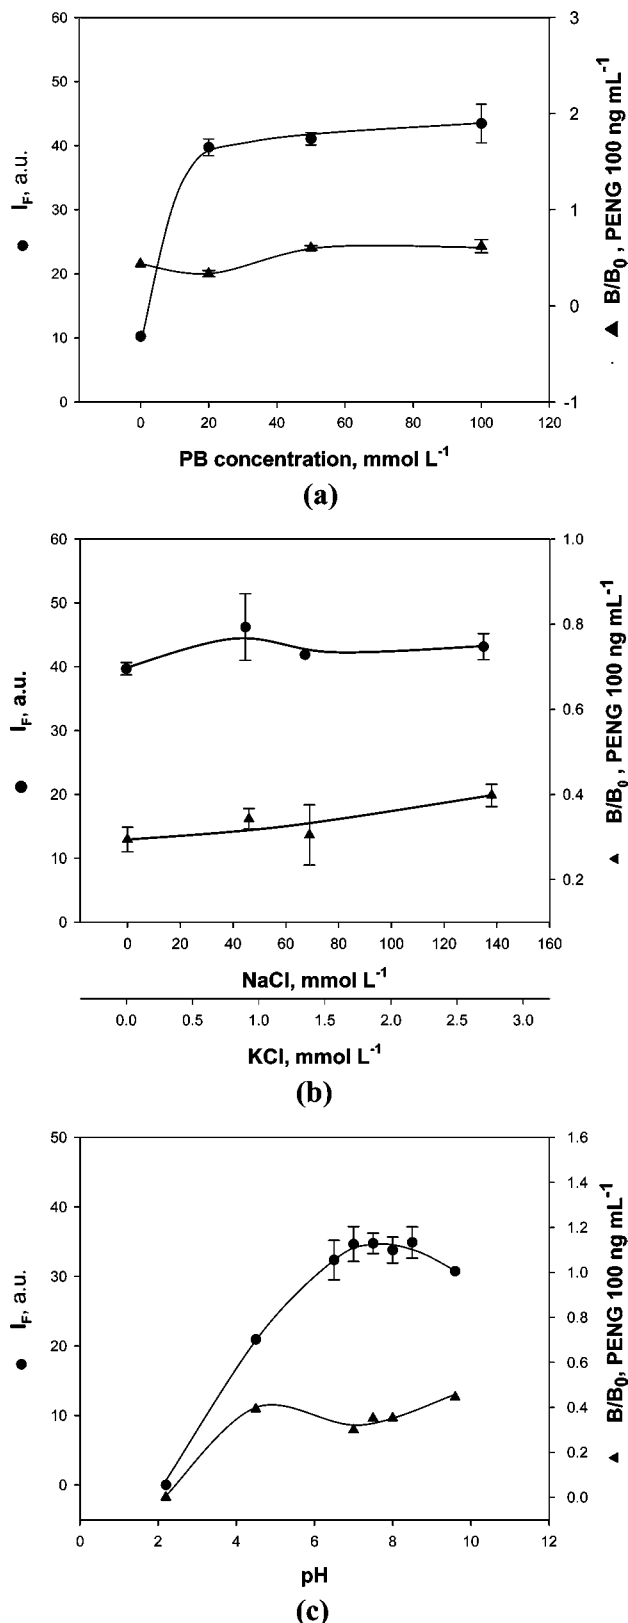 60
50
40
30
20
10
0
3
2
1
0
-1
● I_F, a.u.
▲ B/B_0 , PENG 100 ng mL^-1
0 20 40 60 80 100 120
PB concentration, mmol L^-1
(a)
60
50
40
30
20
10
0
1.0
0.8
0.6
0.4
0.2
● I_F, a.u.
▲ B/B_0 , PENG 100 ng mL^-1
0 20 40 60 80 100 120 140 160
NaCl, mmol L^-1
0.0 0.5 1.0 1.5 2.0 2.5 3.0
KCl, mmol L^-1
(b)
50
40
30
20
10
0
1.6
1.4
1.2
1.0
0.8
0.6
0.4
0.2
0.0
● I_F, a.u.
▲ B/B_0, PENG 100 ng mL^-1
0 2 4 6 8 10 12
pH
(c)